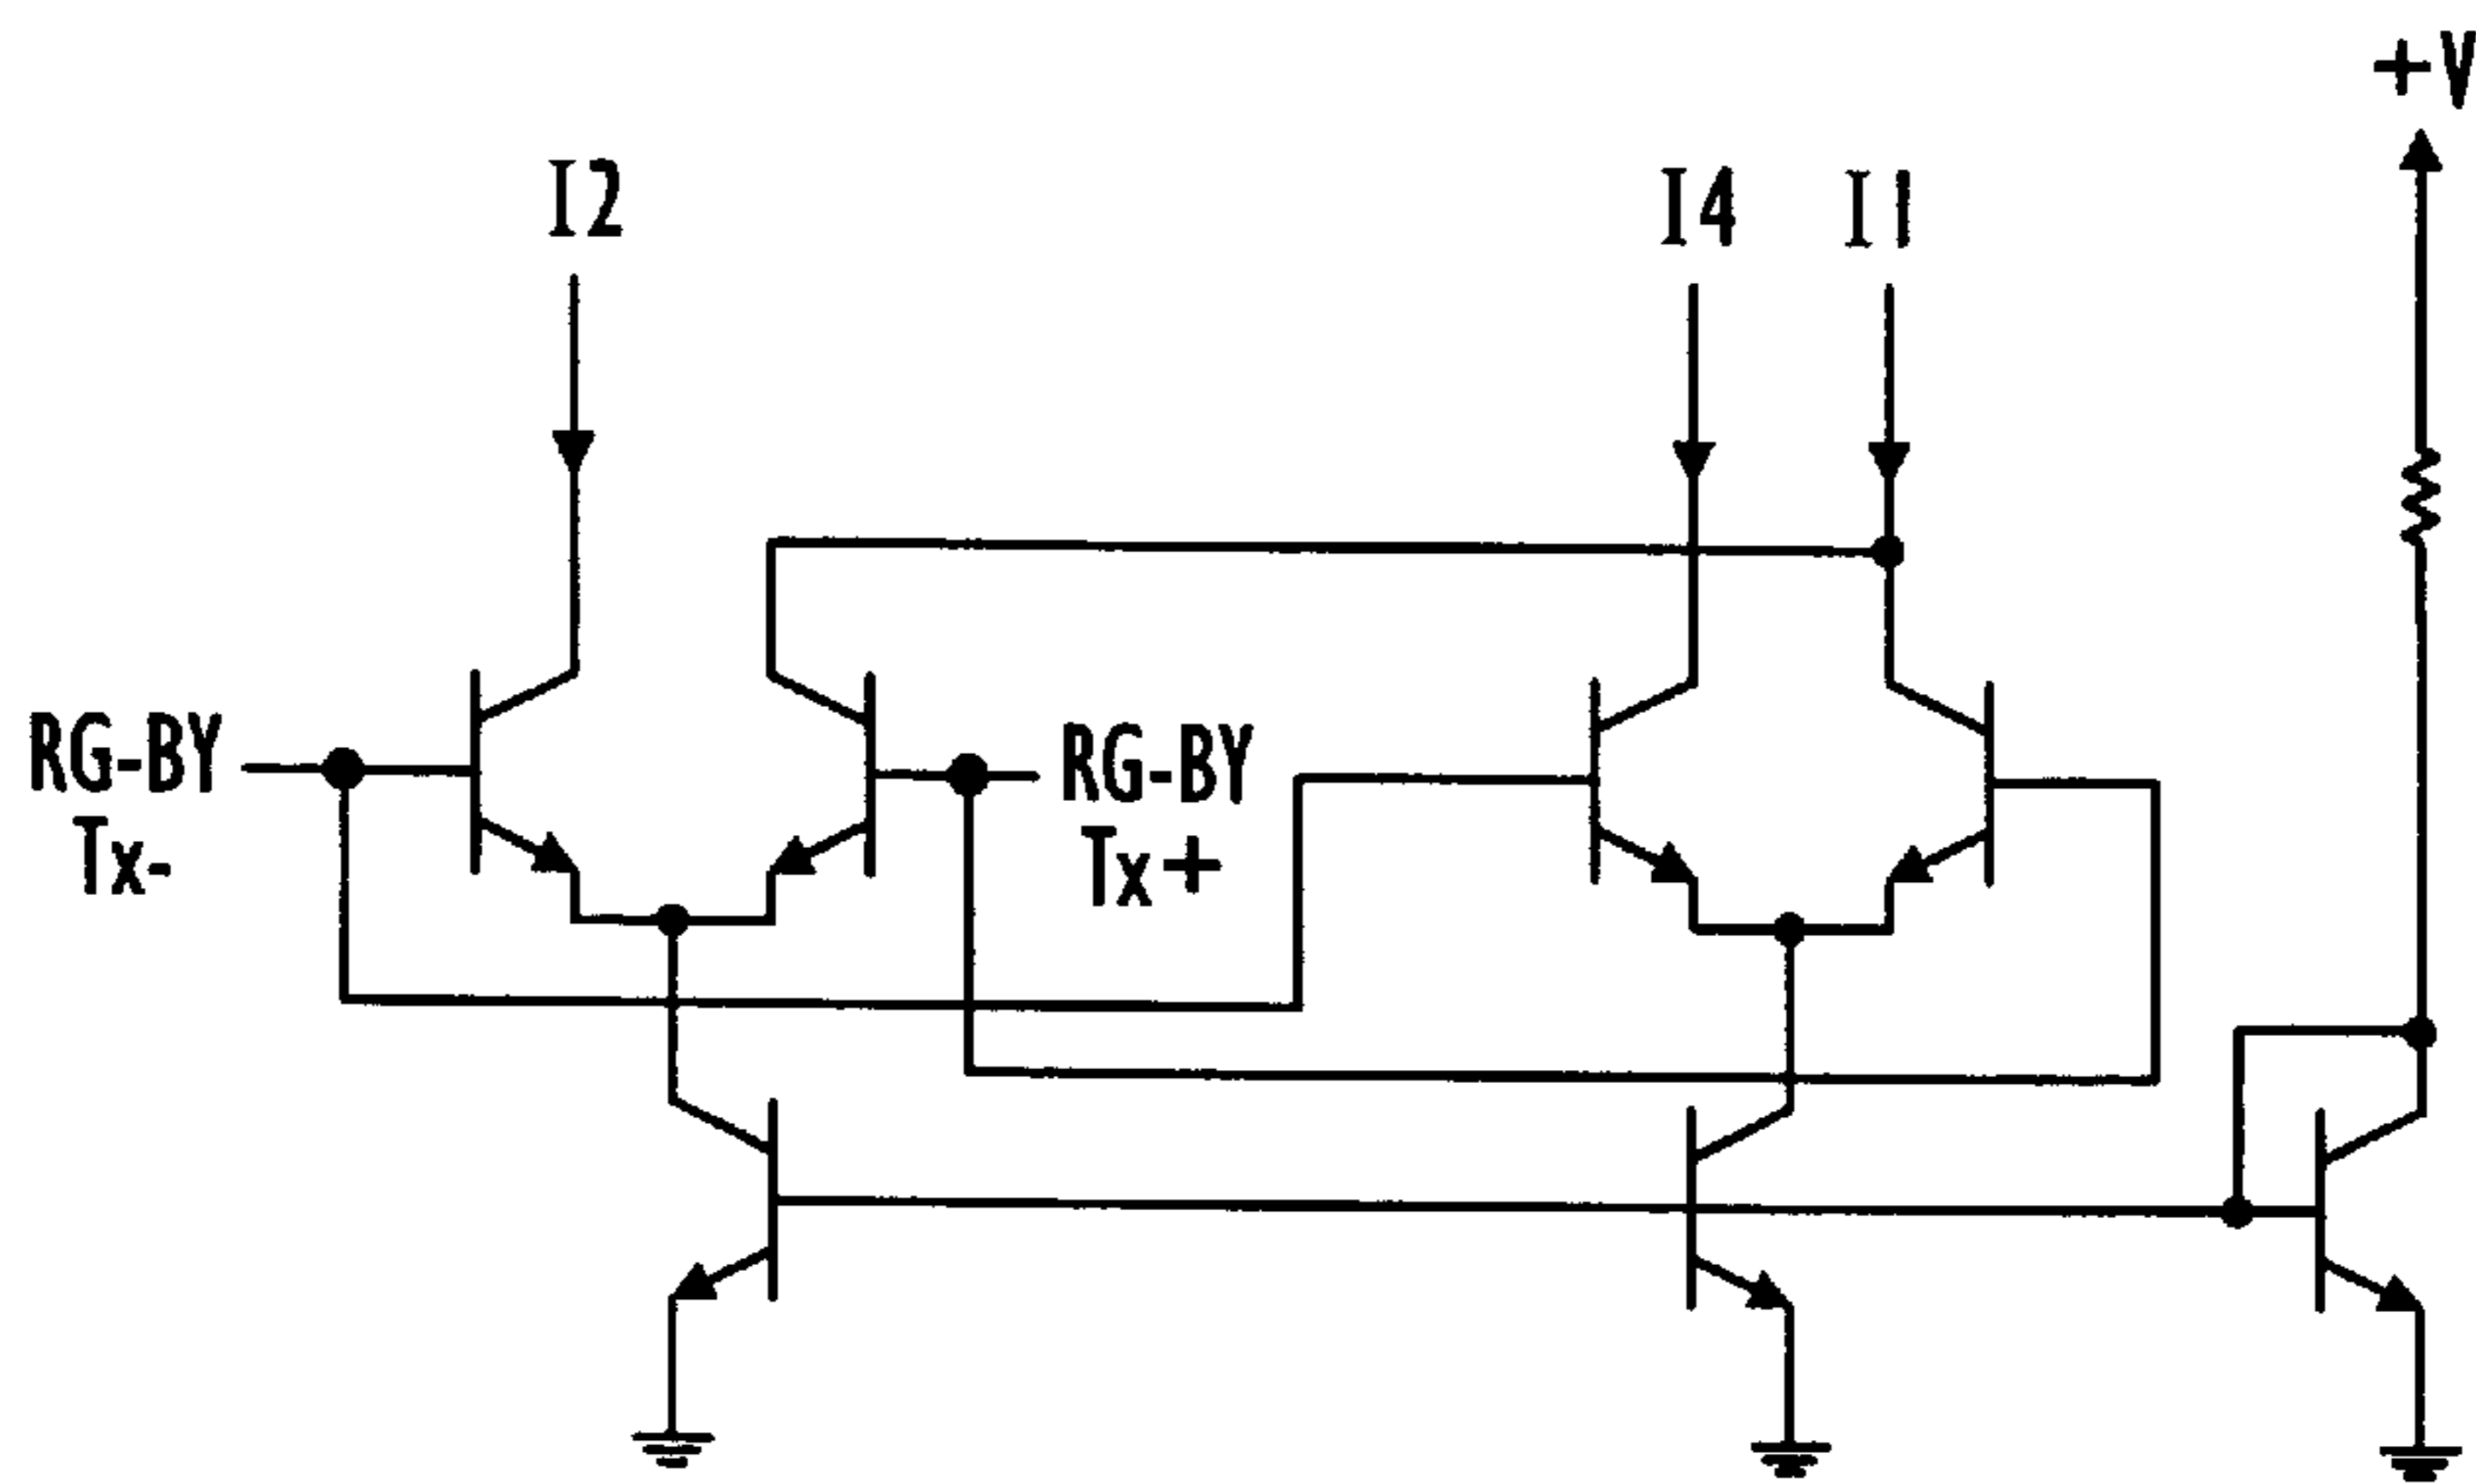 +V
I2
I4
I1
RG-BY
Tx-
RG-BY
Tx+